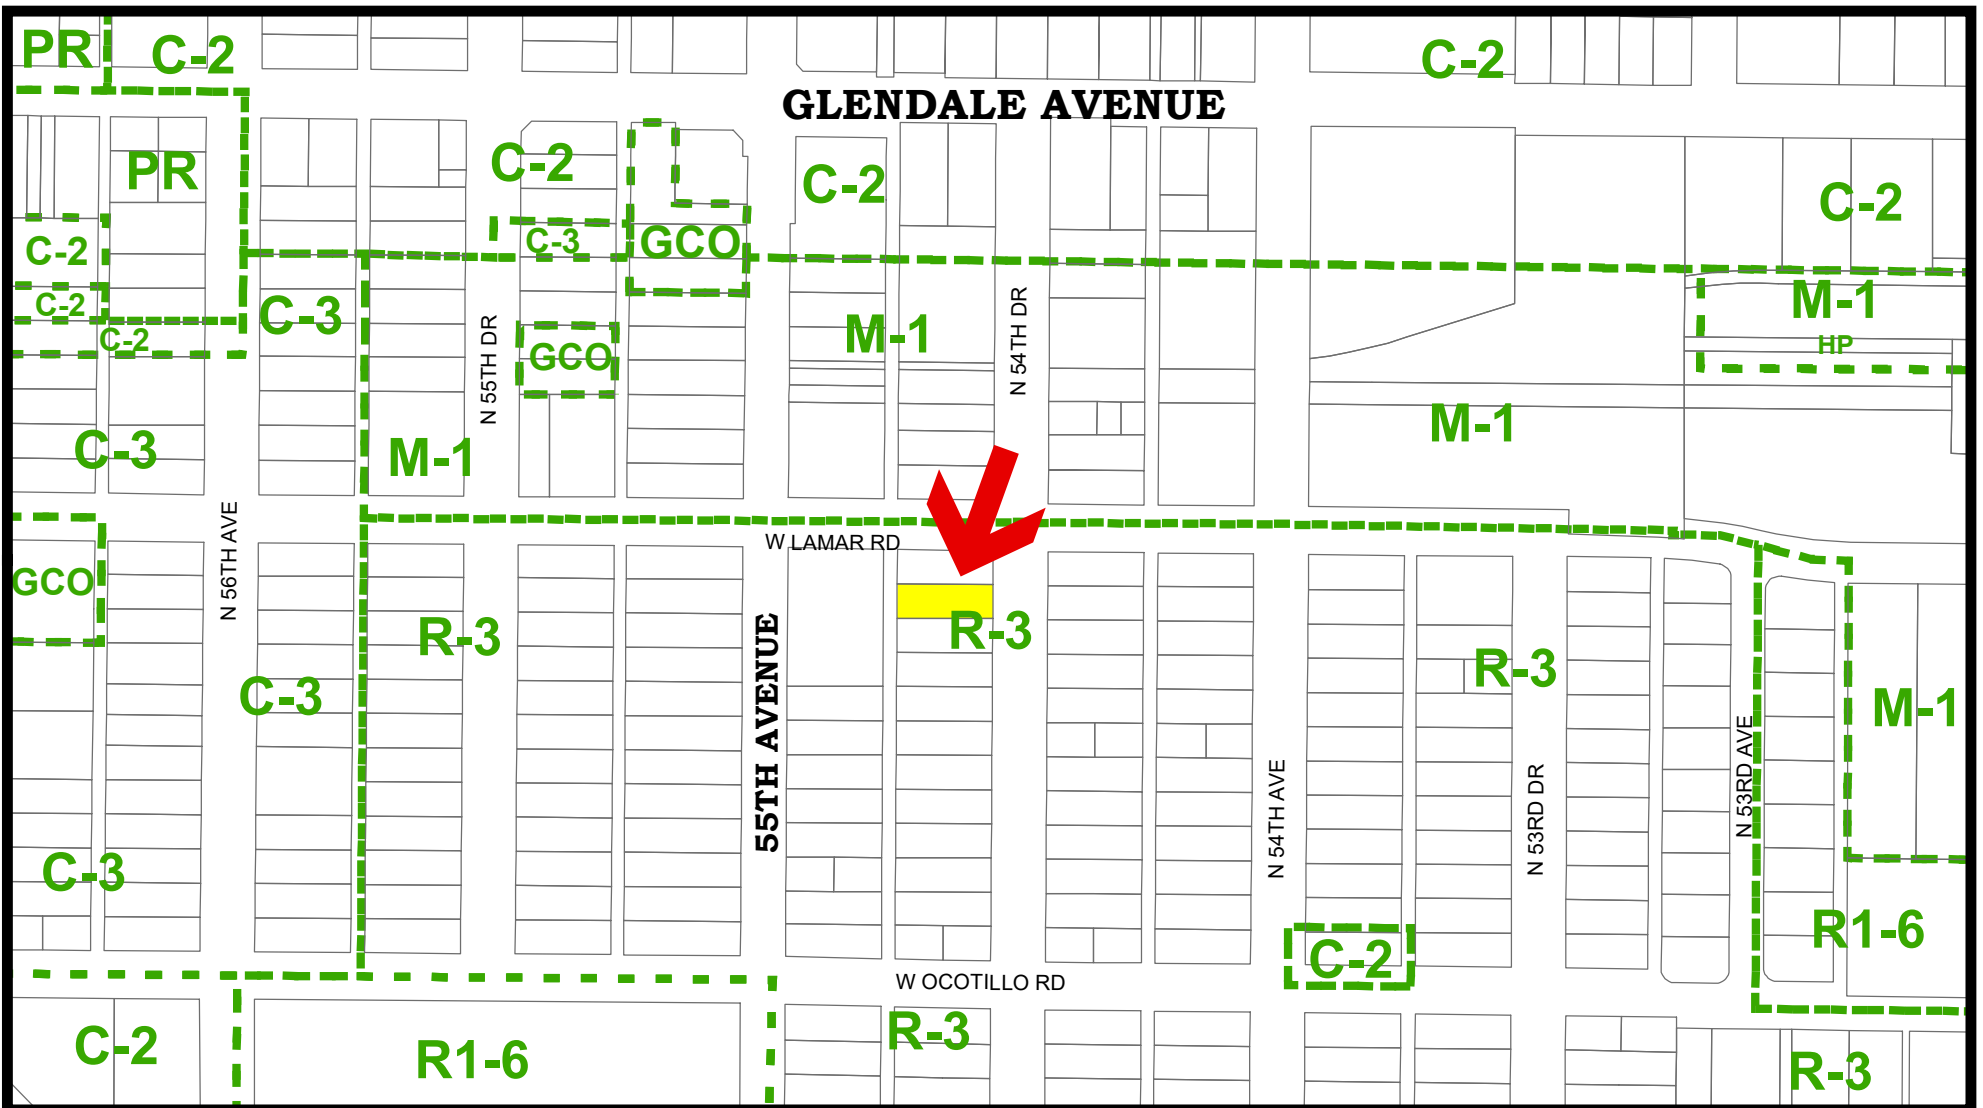 PR
C-2
C-2
GLENDALE AVENUE
PR
C-2
C-2
C-2
C-2
C-3
GCO
C-2
C-3
M-1
M-1
C-2
HP
GCO
N 55TH DR
N 54TH DR
C-3
M-1
M-1
N 56TH AVE
W LAMAR RD
GCO
R-3
R-3
R-3
C-3
M-1
55TH AVENUE
N 54TH AVE
N 53RD DR
N 53RD AVE
C-3
R1-6
C-2
W OCOTILLO RD
C-2
R1-6
R-3
R-3